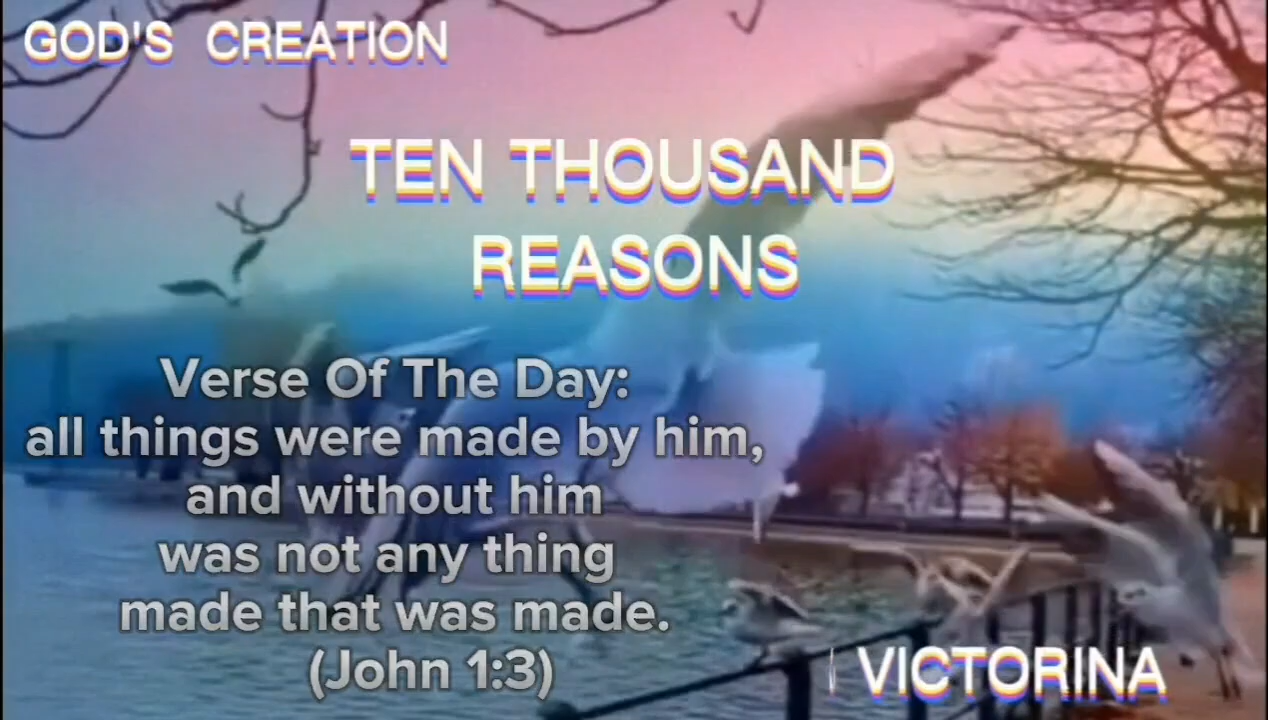 GOD'S CREATION
TEN THOUSAND
REASONS
Verse Of The Day:
all things were made by him,
and without him
was not any thing
made that was made.
(John 1:3)
VICTORINA